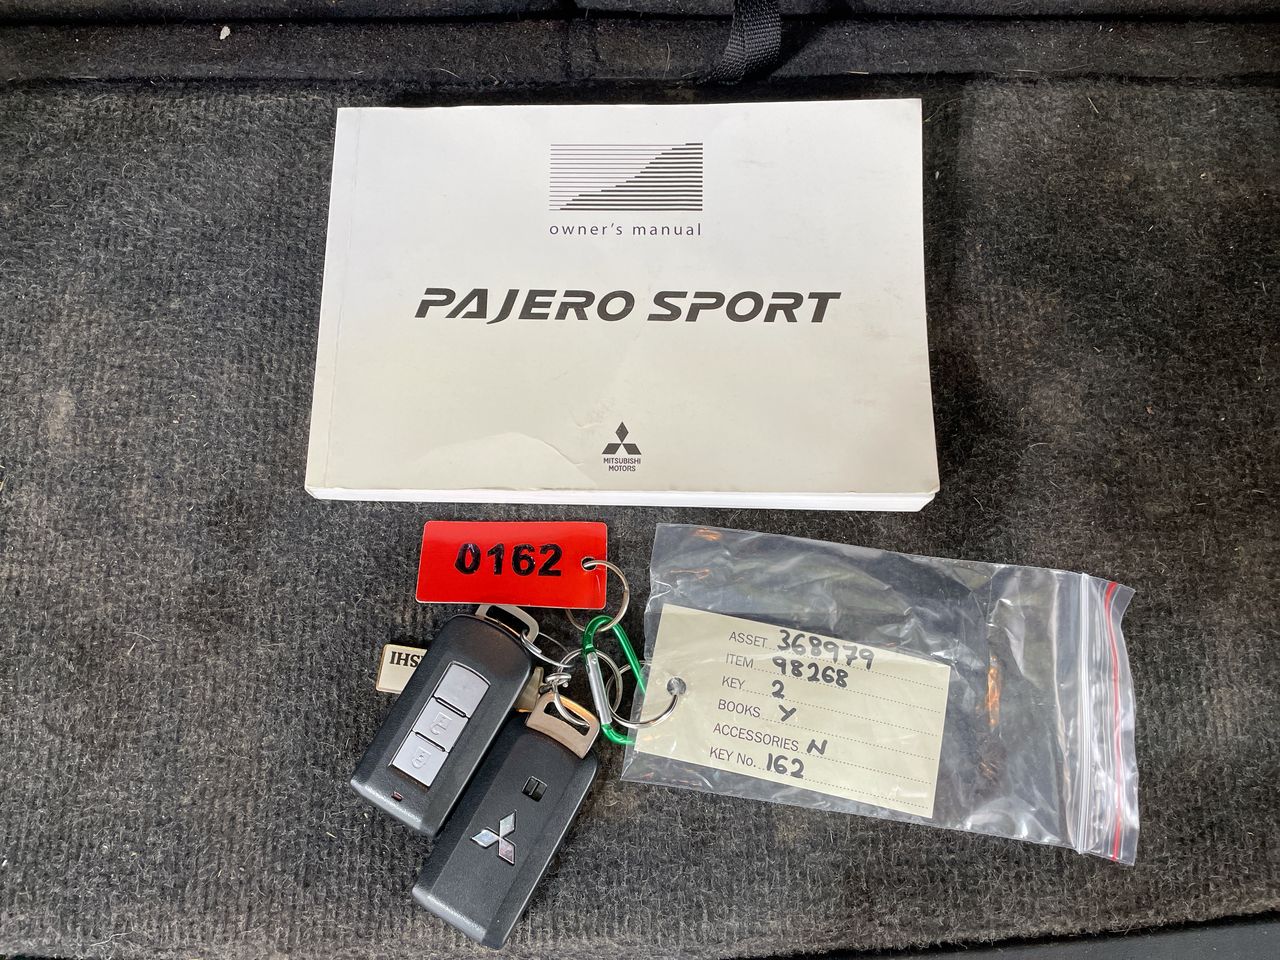 owner's manual
PAJERO SPORT
MITSUBISHI
MOTORS
0162
IHS
ASSET 368979
ITEM 98268
KEY 2
BOOKS Y
ACCESSORIES N
KEY No. 162